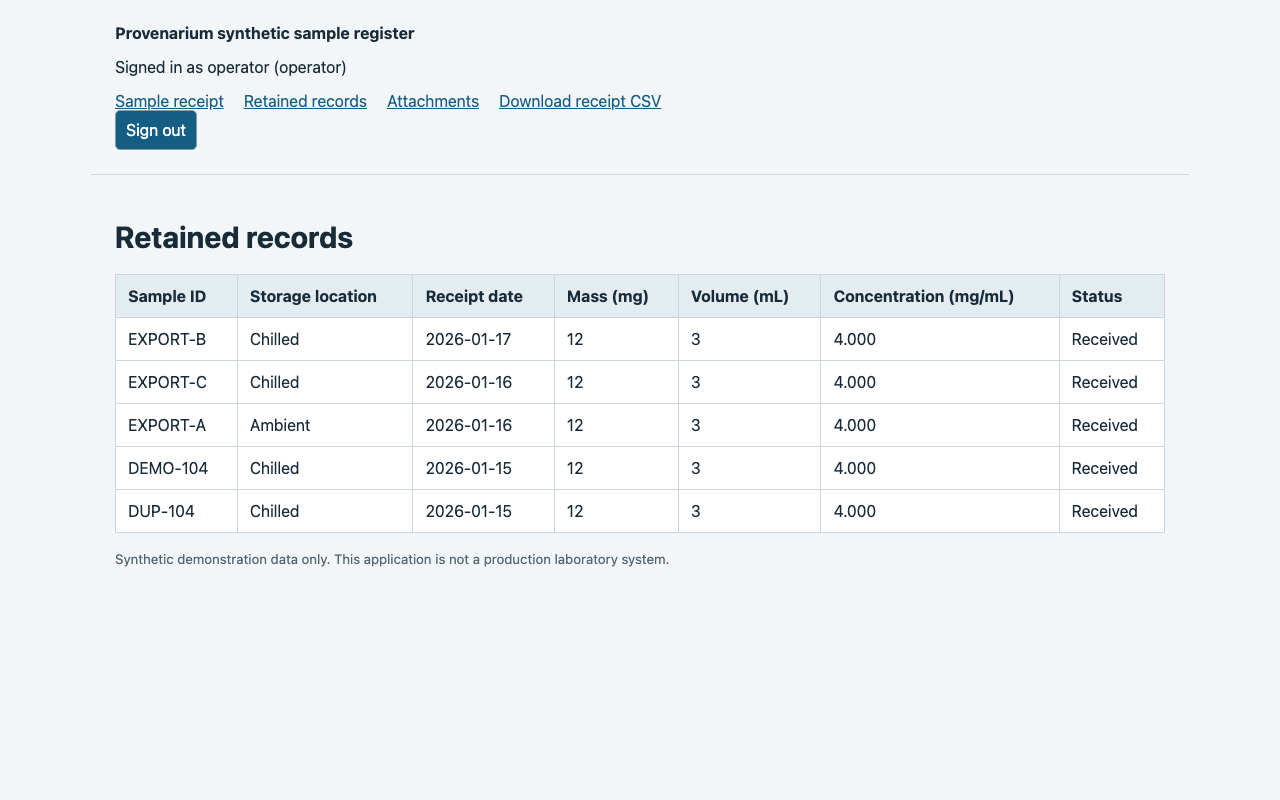 Provenarium synthetic sample register
Signed in as operator (operator)
Sample receipt Retained records Attachments Download receipt CSV
Sign out
Retained records
Sample ID Storage location Receipt date Mass (mg) Volume (mL) Concentration (mg/mL) Status
EXPORT-B Chilled 2026-01-17 12 3 4.000 Received
EXPORT-C Chilled 2026-01-16 12 3 4.000 Received
EXPORT-A Ambient 2026-01-16 12 3 4.000 Received
DEMO-104 Chilled 2026-01-15 12 3 4.000 Received
DUP-104 Chilled 2026-01-15 12 3 4.000 Received
Synthetic demonstration data only. This application is not a production laboratory system.